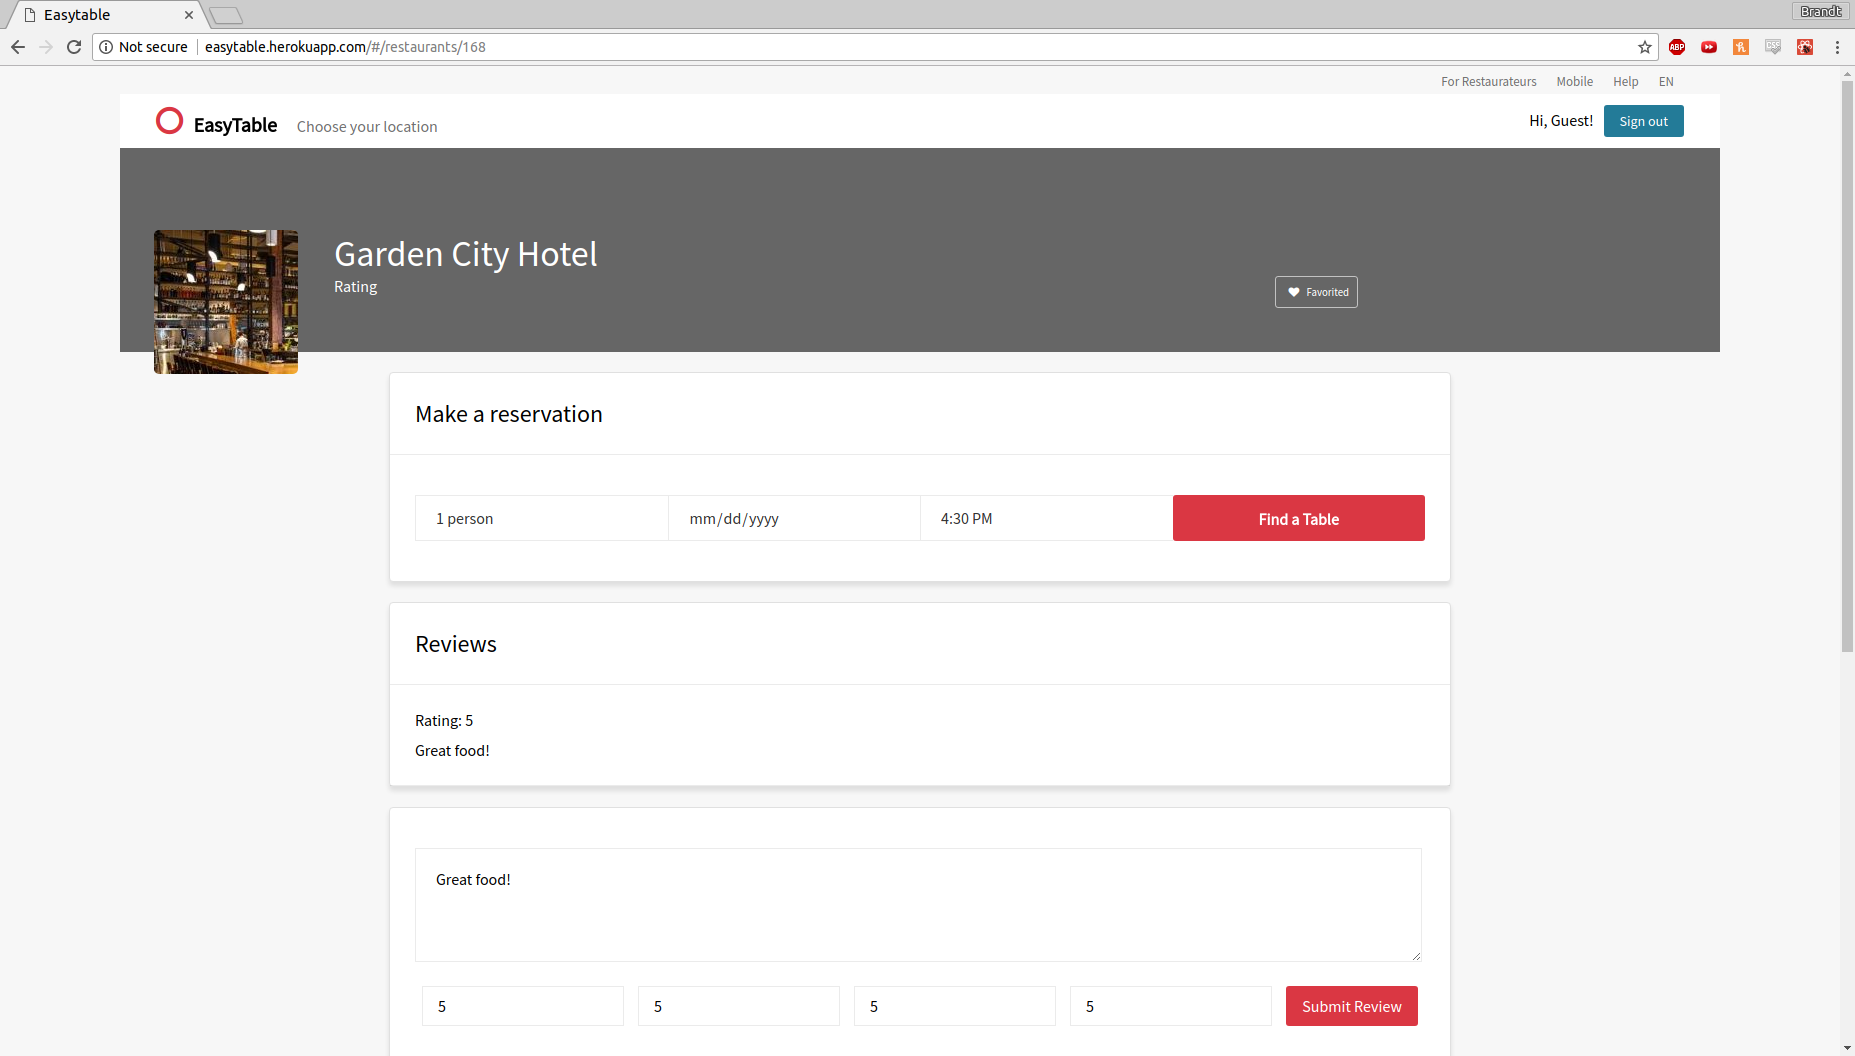 Easytable
Brandt
Not secure easytable.herokuapp.com/#/restaurants/168
ABP
CSS
For Restaurateurs Mobile Help EN
EasyTable Choose your location Hi, Guest! Sign out
Garden City Hotel
Rating
Favorited
Make a reservation
1 person mm/dd/yyyy 4:30 PM Find a Table
Reviews
Rating: 5
Great food!
Great food!
5 5 5 5 Submit Review